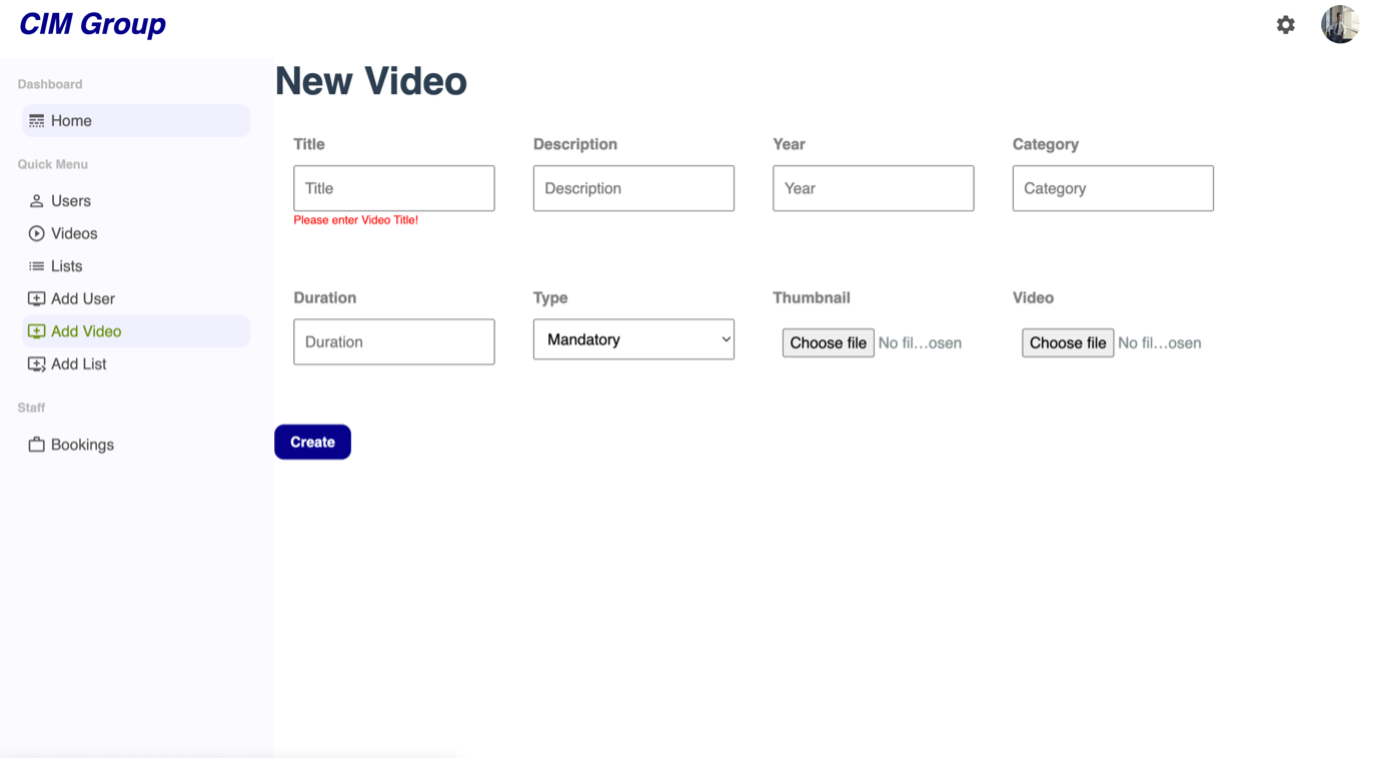 CIM Group
Dashboard
Home
Quick Menu
Users
Videos
Lists
Add User
Add Video
Add List
Staff
Bookings
New Video
Title Description Year Category
Title Description Year Category
Please enter Video Title!
Duration Type Thumbnail Video
Duration Mandatory Choose file No fil...osen Choose file No fil...osen
Create